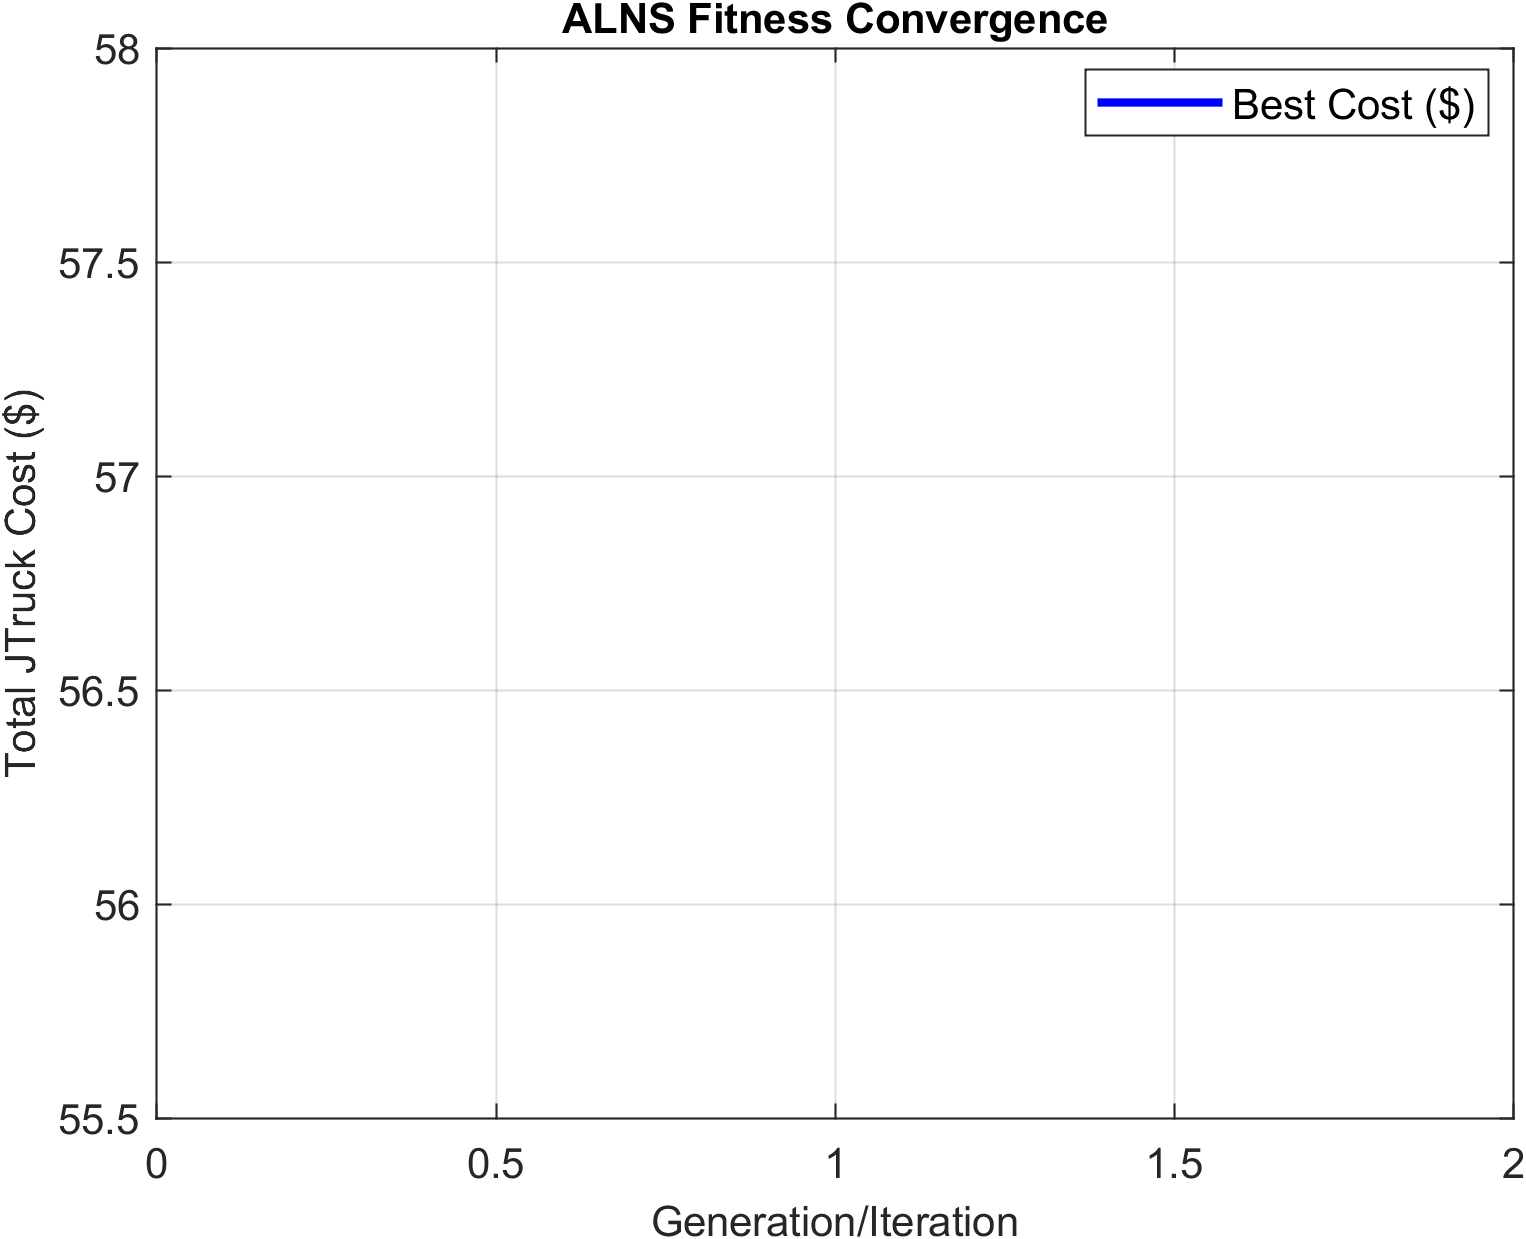 ALNS Fitness Convergence
Best Cost ($)
58
57.5
57
56.5
56
55.5
Total JTruck Cost ($)
0 0.5 1 1.5 2
Generation/Iteration